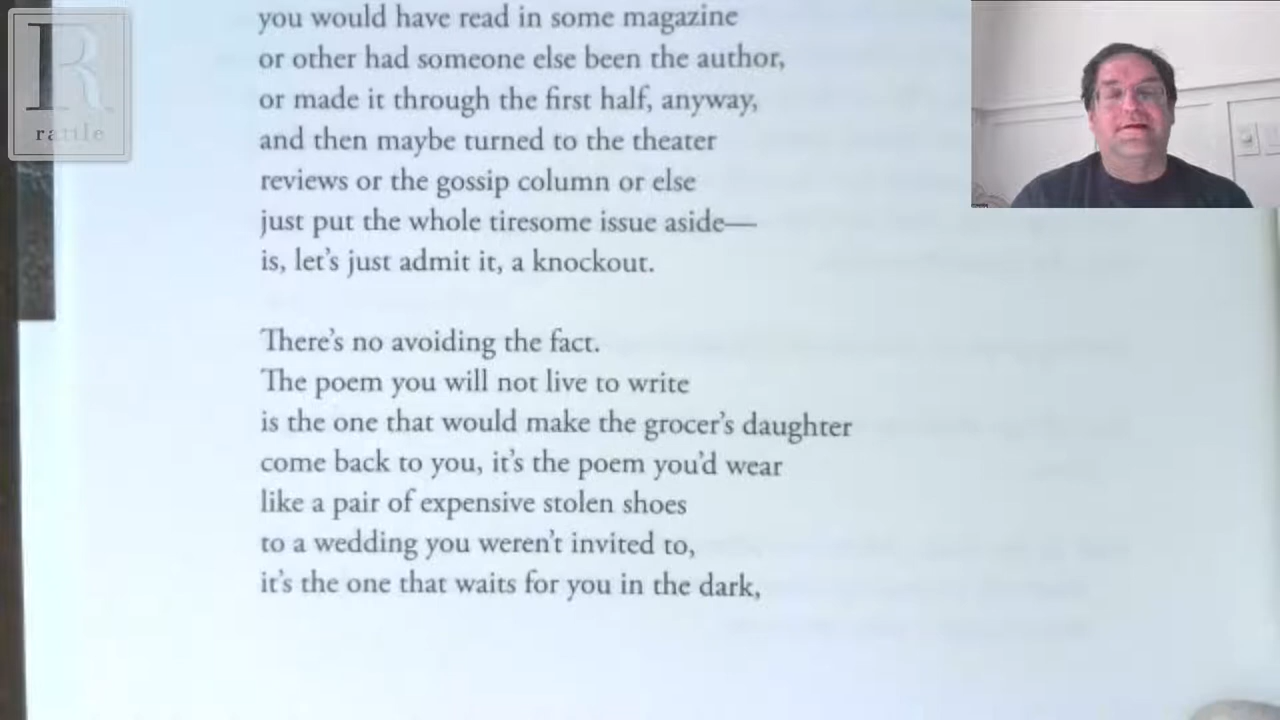 R
rattle
you would have read in some magazine
or other had someone else been the author,
or made it through the first half, anyway,
and then maybe turned to the theater
reviews or the gossip column or else
just put the whole tiresome issue aside—
is, let's just admit it, a knockout.
There's no avoiding the fact.
The poem you will not live to write
is the one that would make the grocer's daughter
come back to you, it's the poem you'd wear
like a pair of expensive stolen shoes
to a wedding you weren't invited to,
it's the one that waits for you in the dark,